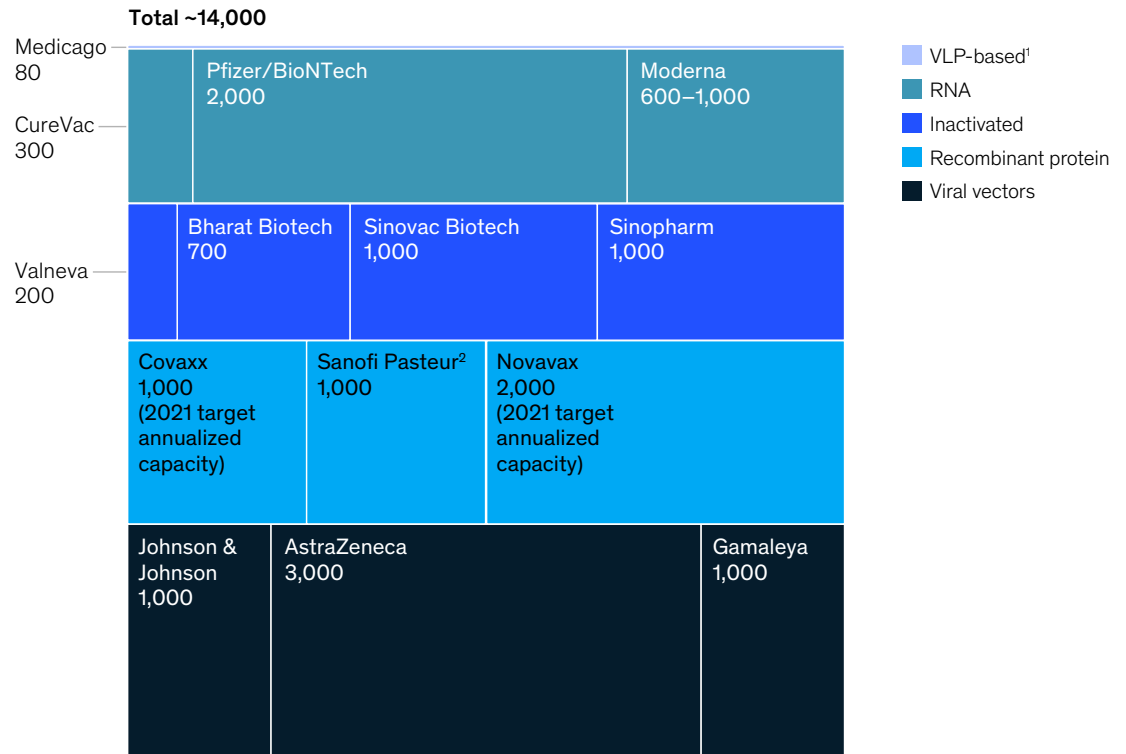 Total ~14,000
Medicago
80
CureVac
300
Pfizer/BioNTech
2,000
Moderna
600–1,000
VLP-based¹
RNA
Inactivated
Recombinant protein
Viral vectors
Valneva
200
Bharat Biotech
700
Sinovac Biotech
1,000
Sinopharm
1,000
Covaxx
1,000
(2021 target
annualized
capacity)
Sanofi Pasteur²
1,000
Novavax
2,000
(2021 target
annualized
capacity)
Johnson &
Johnson
1,000
AstraZeneca
3,000
Gamaleya
1,000